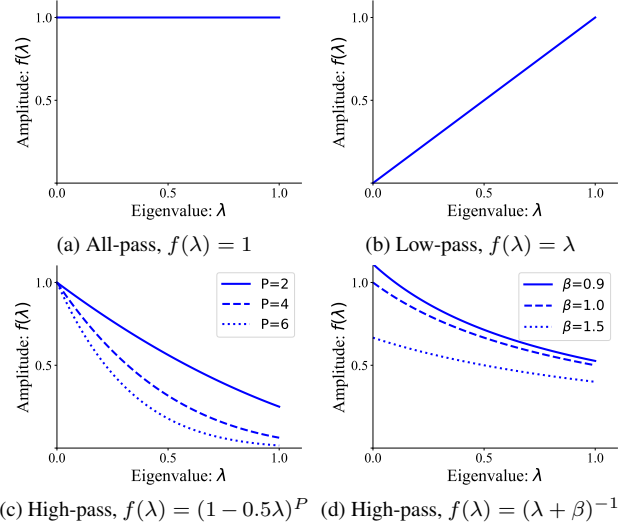 1.0
0.5
Amplitude: f(λ)
0.0 0.5 1.0
Eigenvalue: λ
(a) All-pass, f(λ) = 1
1.0
0.5
Amplitude: f(λ)
0.0 0.5 1.0
Eigenvalue: λ
(b) Low-pass, f(λ) = λ
1.0
0.5
Amplitude: f(λ)
P=2
P=4
P=6
0.0 0.5 1.0
Eigenvalue: λ
(c) High-pass, f(λ) = (1 − 0.5λ)^P
1.0
0.5
Amplitude: f(λ)
β=0.9
β=1.0
β=1.5
0.0 0.5 1.0
Eigenvalue: λ
(d) High-pass, f(λ) = (λ + β)^−1